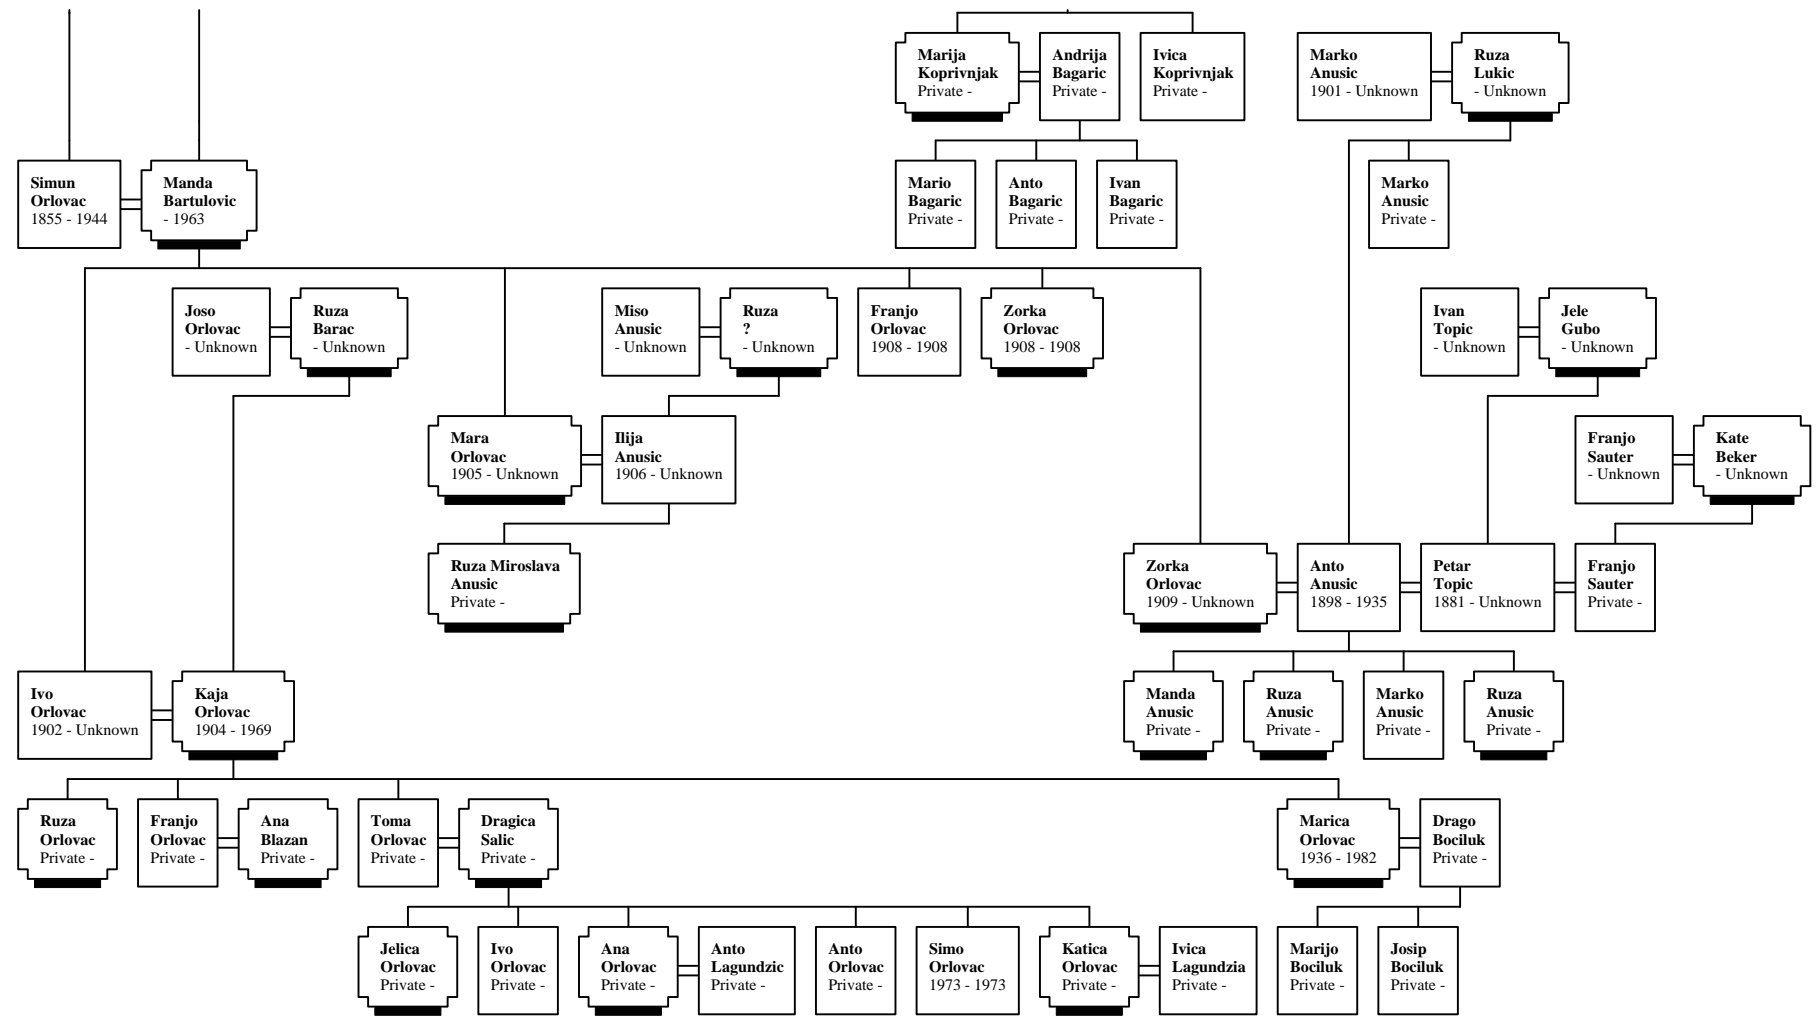 Marija
Koprivnjak
Private -
Andrija
Bagaric
Private -
Ivica
Koprivnjak
Private -
Marko
Anusic
1901 - Unknown
Ruza
Lukic
- Unknown
Simun
Orlovac
1855 - 1944
Manda
Bartulovic
- 1963
Mario
Bagaric
Private -
Anto
Bagaric
Private -
Ivan
Bagaric
Private -
Marko
Anusic
Private -
Joso
Orlovac
- Unknown
Ruza
Barac
- Unknown
Miso
Anusic
- Unknown
Ruza
?
- Unknown
Franjo
Orlovac
1908 - 1908
Zorka
Orlovac
1908 - 1908
Ivan
Topic
- Unknown
Jele
Gubo
- Unknown
Mara
Orlovac
1905 - Unknown
Ilija
Anusic
1906 - Unknown
Franjo
Sauter
- Unknown
Kate
Beker
- Unknown
Ruza Miroslava
Anusic
Private -
Zorka
Orlovac
1909 - Unknown
Anto
Anusic
1898 - 1935
Petar
Topic
1881 - Unknown
Franjo
Sauter
Private -
Ivo
Orlovac
1902 - Unknown
Kaja
Orlovac
1904 - 1969
Manda
Anusic
Private -
Ruza
Anusic
Private -
Marko
Anusic
Private -
Ruza
Anusic
Private -
Ruza
Orlovac
Private -
Franjo
Orlovac
Private -
Ana
Blazan
Private -
Toma
Orlovac
Private -
Dragica
Salic
Private -
Marica
Orlovac
1936 - 1982
Drago
Bociluk
Private -
Jelica
Orlovac
Private -
Ivo
Orlovac
Private -
Ana
Orlovac
Private -
Anto
Lagundzic
Private -
Anto
Orlovac
Private -
Simo
Orlovac
1973 - 1973
Katica
Orlovac
Private -
Ivica
Lagundzia
Private -
Marijo
Bociluk
Private -
Josip
Bociluk
Private -